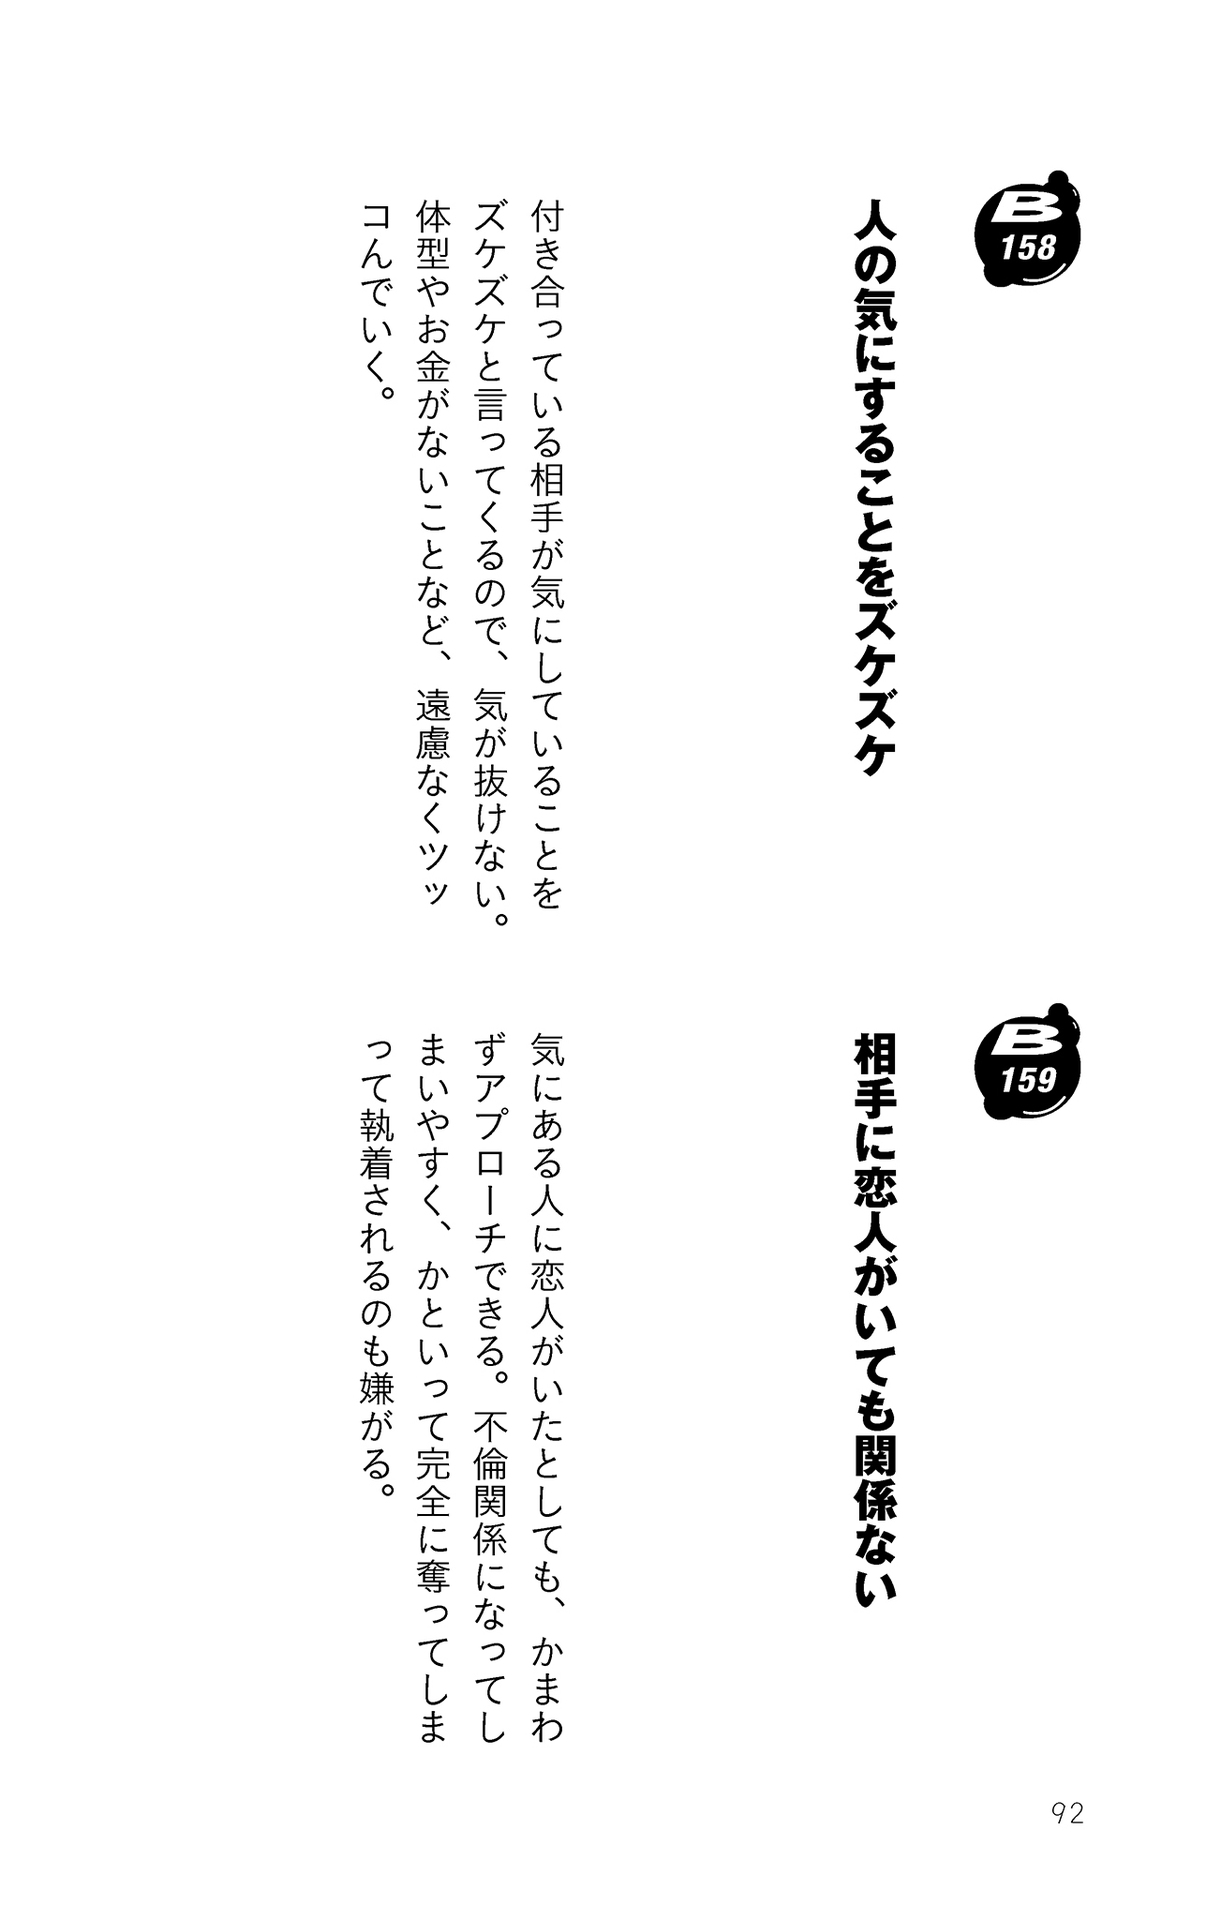 B
158
人の気にすることをズケズケ
付き合っている相手が気にしていることを
ズケズケと言ってくるので、気が抜けない。
体型やお金がないことなど、遠慮なくツッ
コんでいく。
B
159
相手に恋人がいても関係ない
気にある人に恋人がいたとしても、かまわ
ずアプローチできる。不倫関係になってし
まいやすく、かといって完全に奪ってしま
って執着されるのも嫌がる。
92